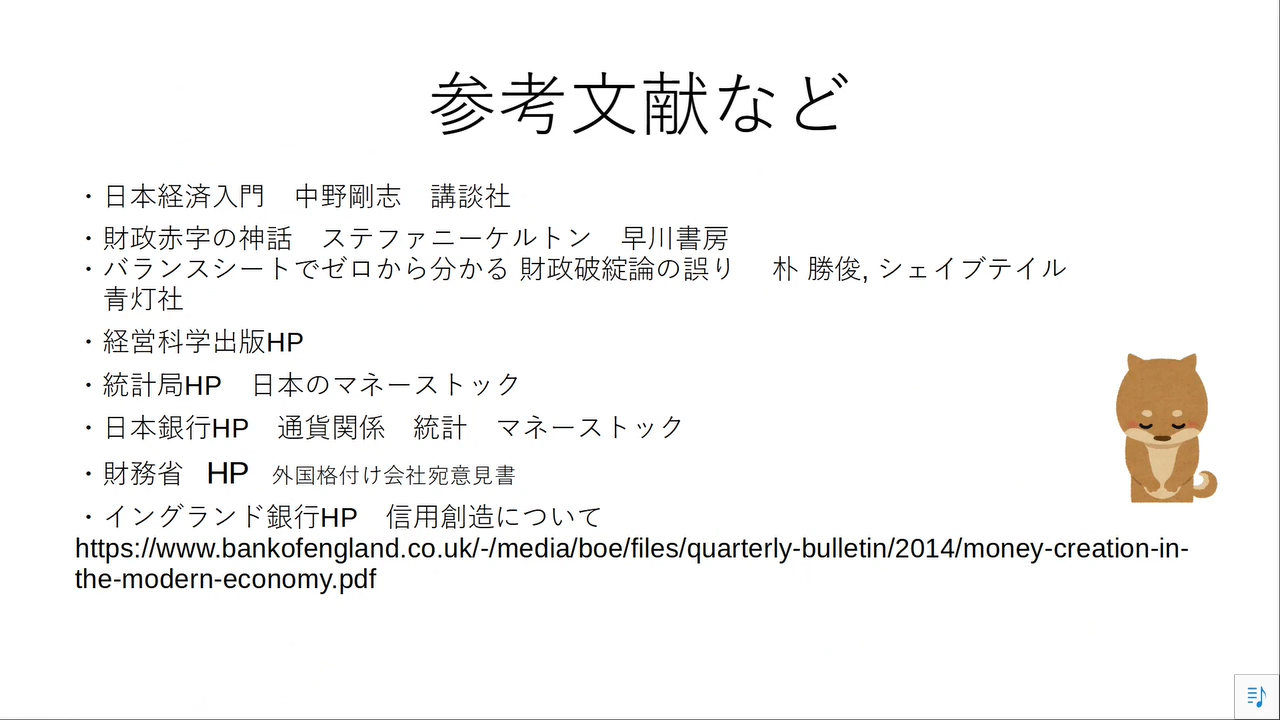 参考文献など
・日本経済入門　中野剛志　講談社
・財政赤字の神話　ステファニーケルトン　早川書房
・バランスシートでゼロから分かる 財政破綻論の誤り　 朴 勝俊, シェイブテイル
青灯社
・経営科学出版HP
・統計局HP　日本のマネーストック
・日本銀行HP　通貨関係　統計　マネーストック
・財務省　HP　外国格付け会社宛意見書
・イングランド銀行HP　信用創造について
https://www.bankofengland.co.uk/-/media/boe/files/quarterly-bulletin/2014/money-creation-in-
the-modern-economy.pdf